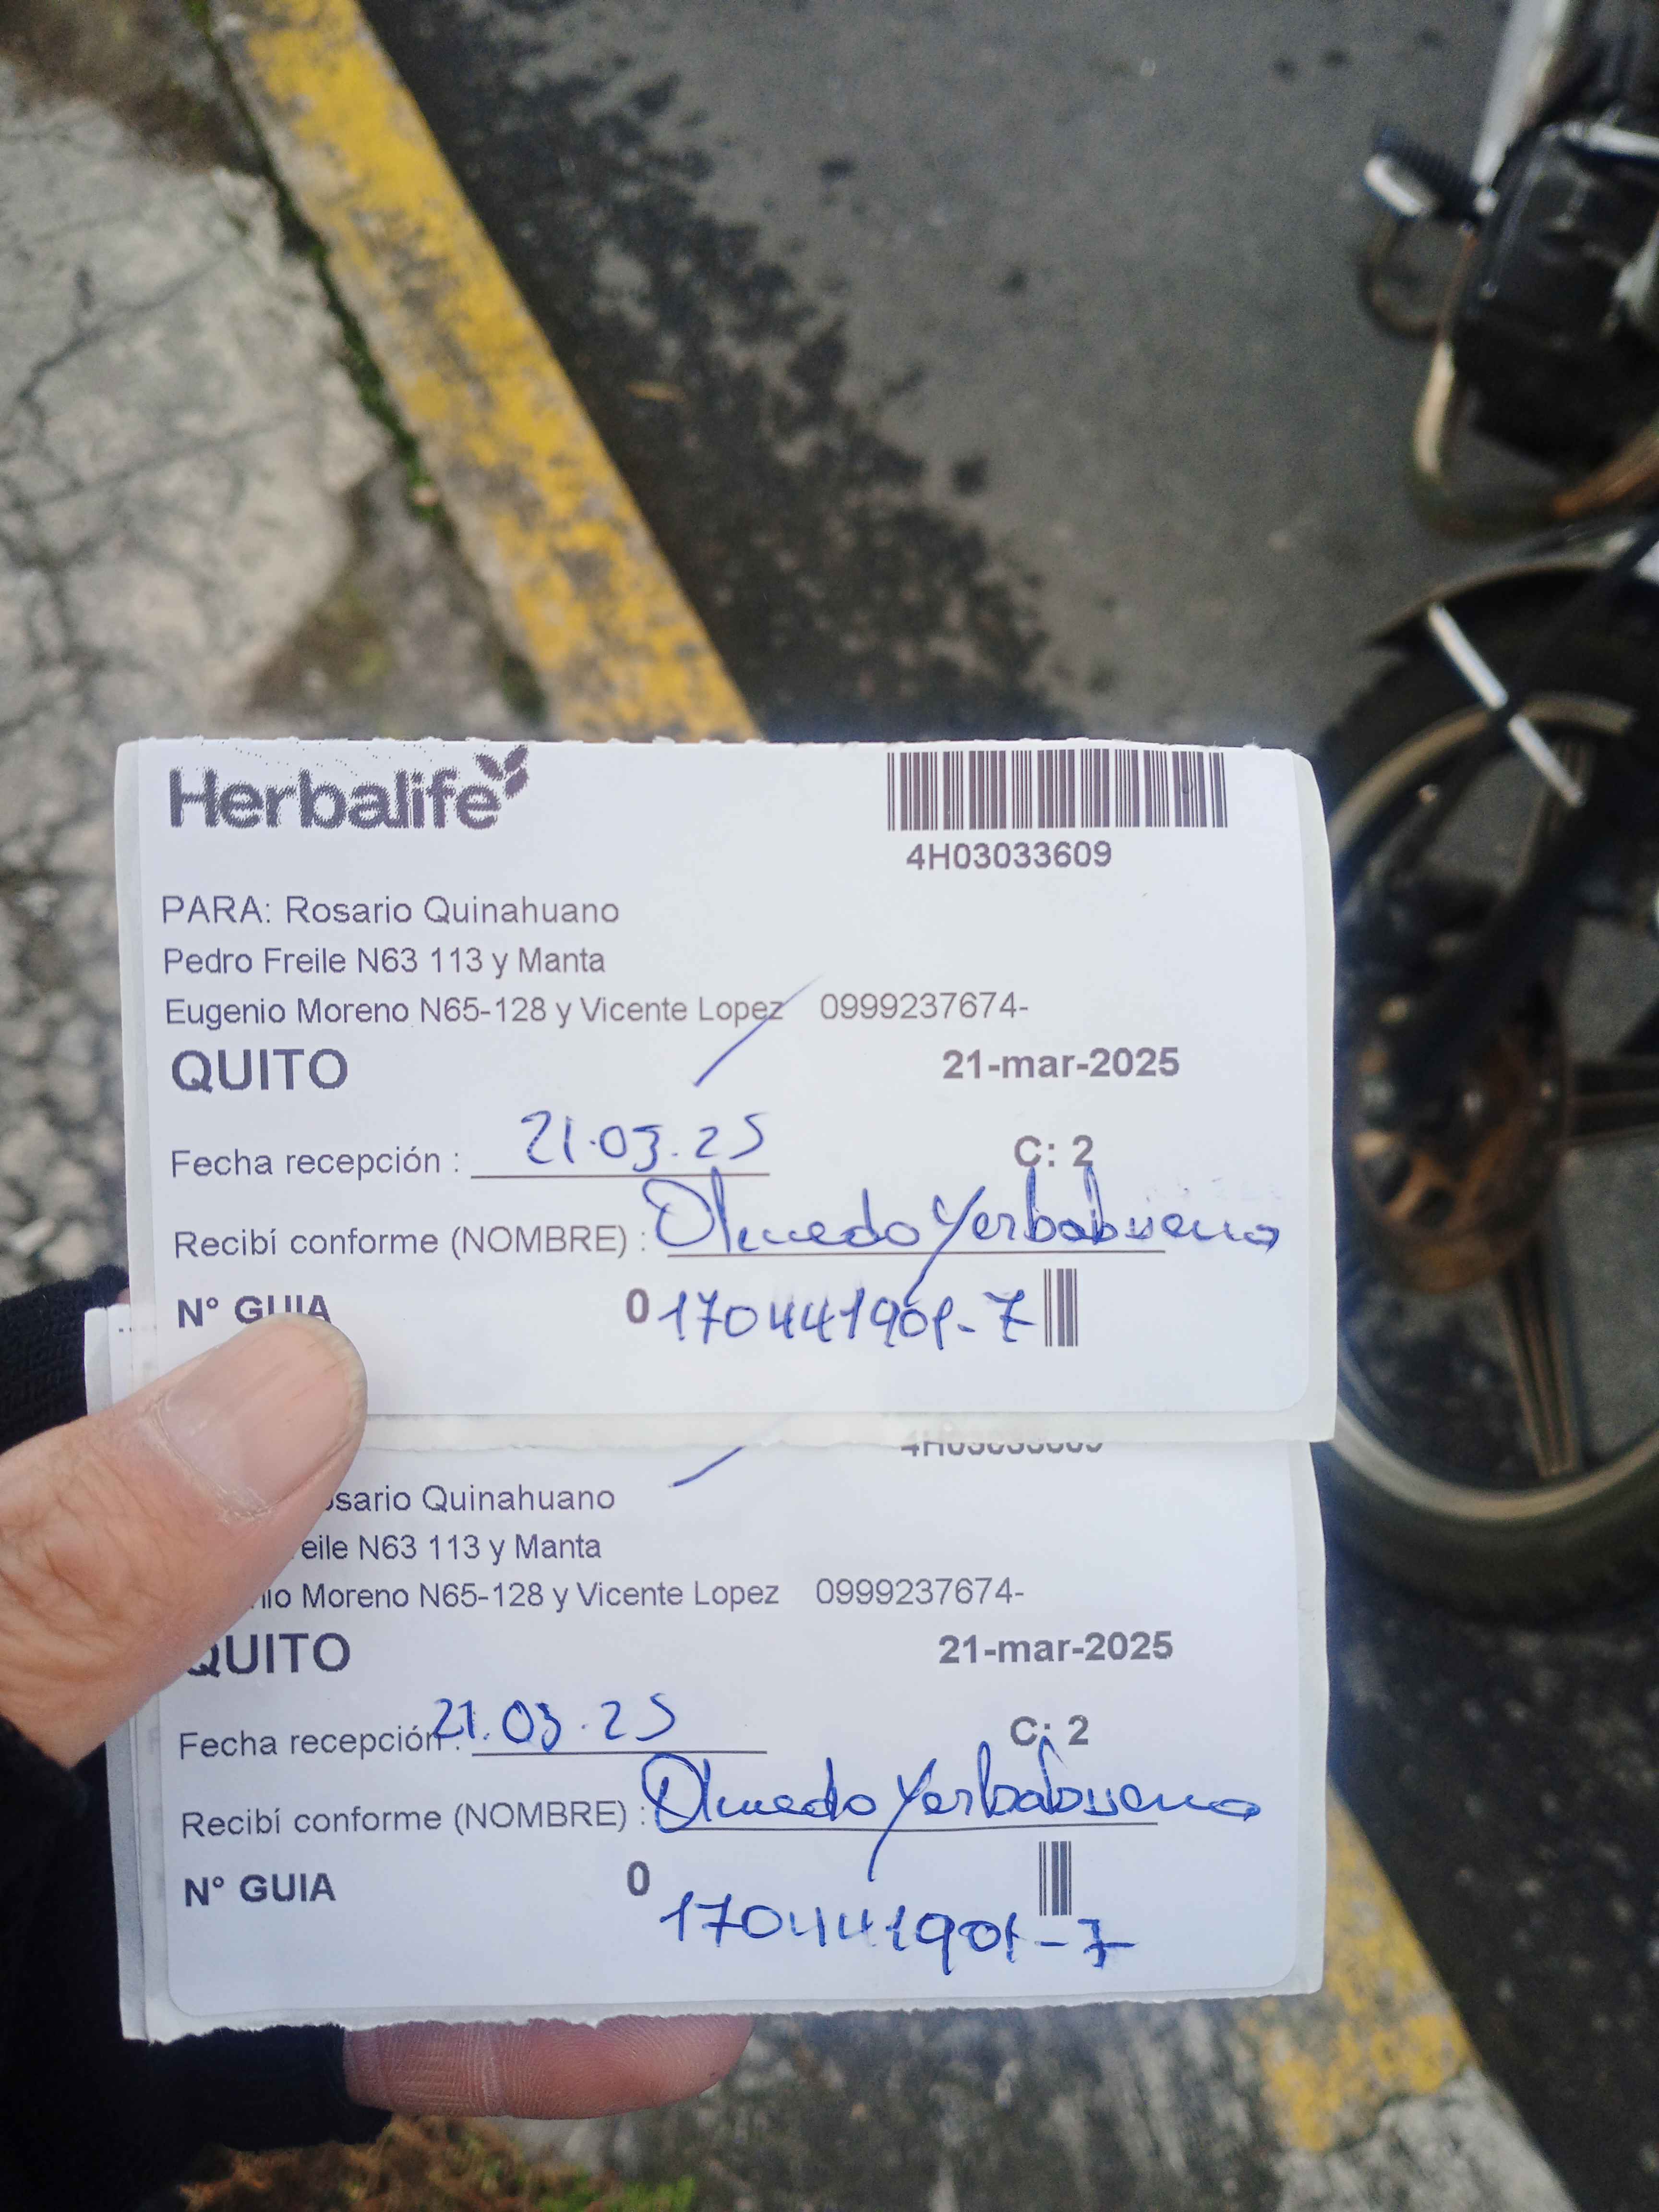 Herbalife
4H03033609
PARA: Rosario Quinahuano
Pedro Freile N63 113 y Manta
Eugenio Moreno N65-128 y Vicente Lopez 0999237674-
QUITO 21-mar-2025
Fecha recepción : 21.03.25 C: 2
Recibí conforme (NOMBRE) : Olmedo Yerbabuena
N° GUIA 0 170441901-7
4H03033609
sario Quinahuano
eile N63 113 y Manta
nio Moreno N65-128 y Vicente Lopez 0999237674-
QUITO 21-mar-2025
Fecha recepción : 21.03.25 C: 2
Recibí conforme (NOMBRE) : Olmedo Yerbabuena
N° GUIA 0
170441901-7